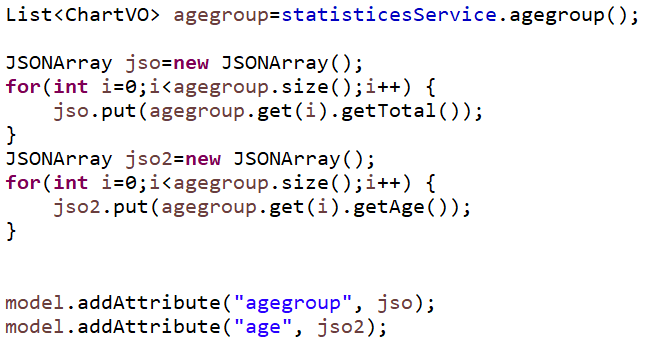 List<ChartVO> agegroup=statisticesService.agegroup();
JSONArray jso=new JSONArray();
for(int i=0;i<agegroup.size();i++) {
jso.put(agegroup.get(i).getTotal());
}
JSONArray jso2=new JSONArray();
for(int i=0;i<agegroup.size();i++) {
jso2.put(agegroup.get(i).getAge());
}
model.addAttribute("agegroup", jso);
model.addAttribute("age", jso2);